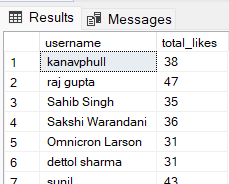 Results Messages
username total_likes
1 kanavphull 38
2 raj gupta 47
3 Sahib Singh 35
4 Sakshi Warandani 36
5 Omnicron Larson 31
6 dettol sharma 31
7 sunil 43